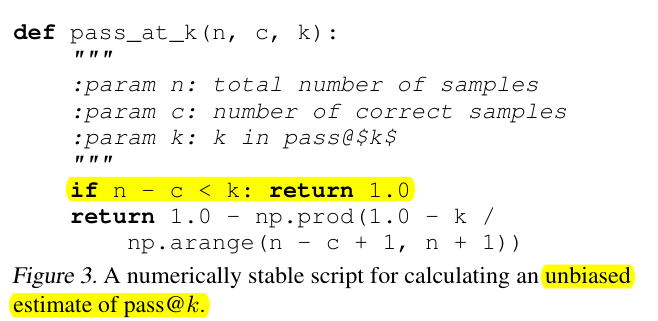 def pass_at_k(n, c, k):
    """
    :param n: total number of samples
    :param c: number of correct samples
    :param k: k in pass@$k$
    """
    if n - c < k: return 1.0
    return 1.0 - np.prod(1.0 - k /
        np.arange(n - c + 1, n + 1))
Figure 3. A numerically stable script for calculating an unbiased
estimate of pass@k.